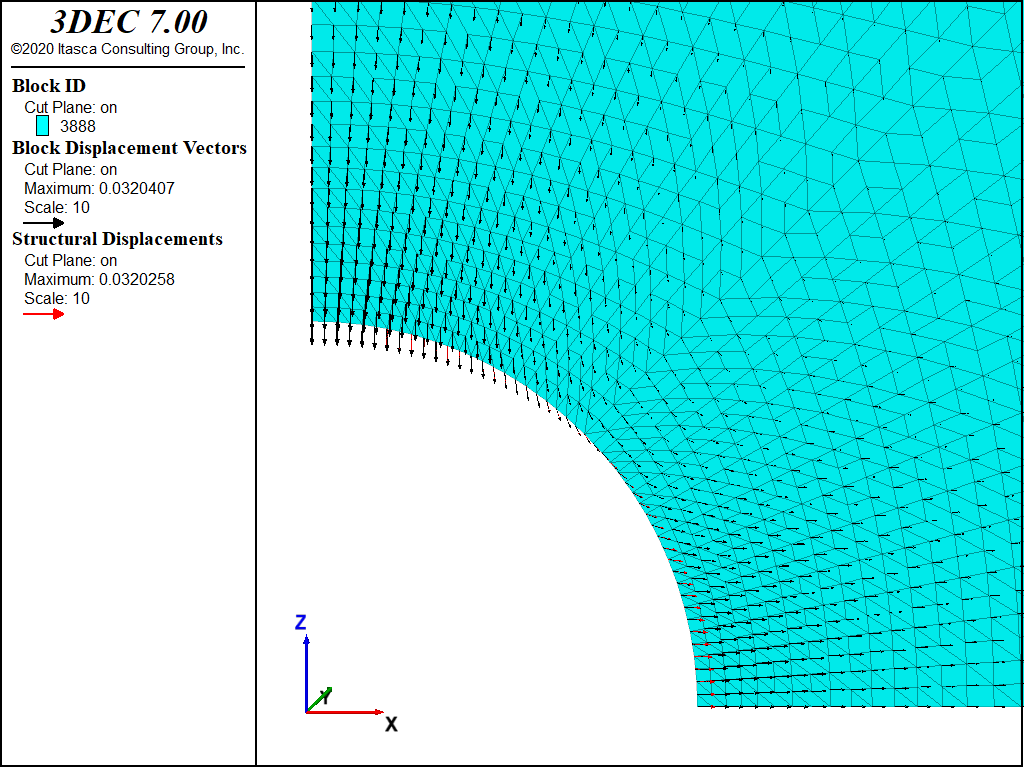 3DEC 7.00
©2020 Itasca Consulting Group, Inc.
Block ID
Cut Plane: on
3888
Block Displacement Vectors
Cut Plane: on
Maximum: 0.0320407
Scale: 10
Structural Displacements
Cut Plane: on
Maximum: 0.0320258
Scale: 10
Z
Y
X